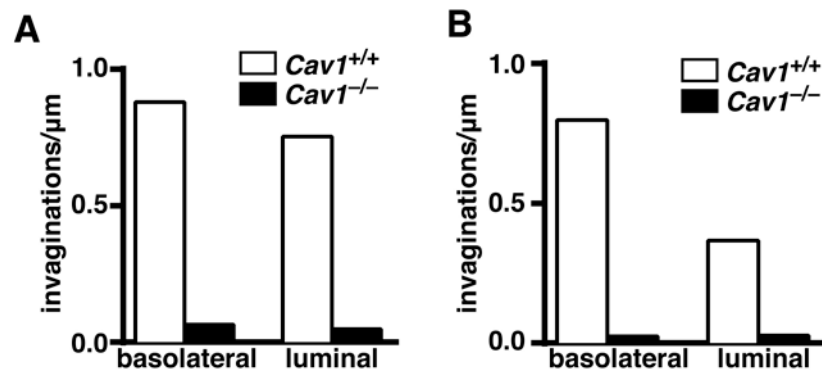 A
Cav1+/+
Cav1–/–
invaginations/µm
1.0
0.5
0.0
basolateral luminal
B
Cav1+/+
Cav1–/–
invaginations/µm
1.0
0.5
0.0
basolateral luminal